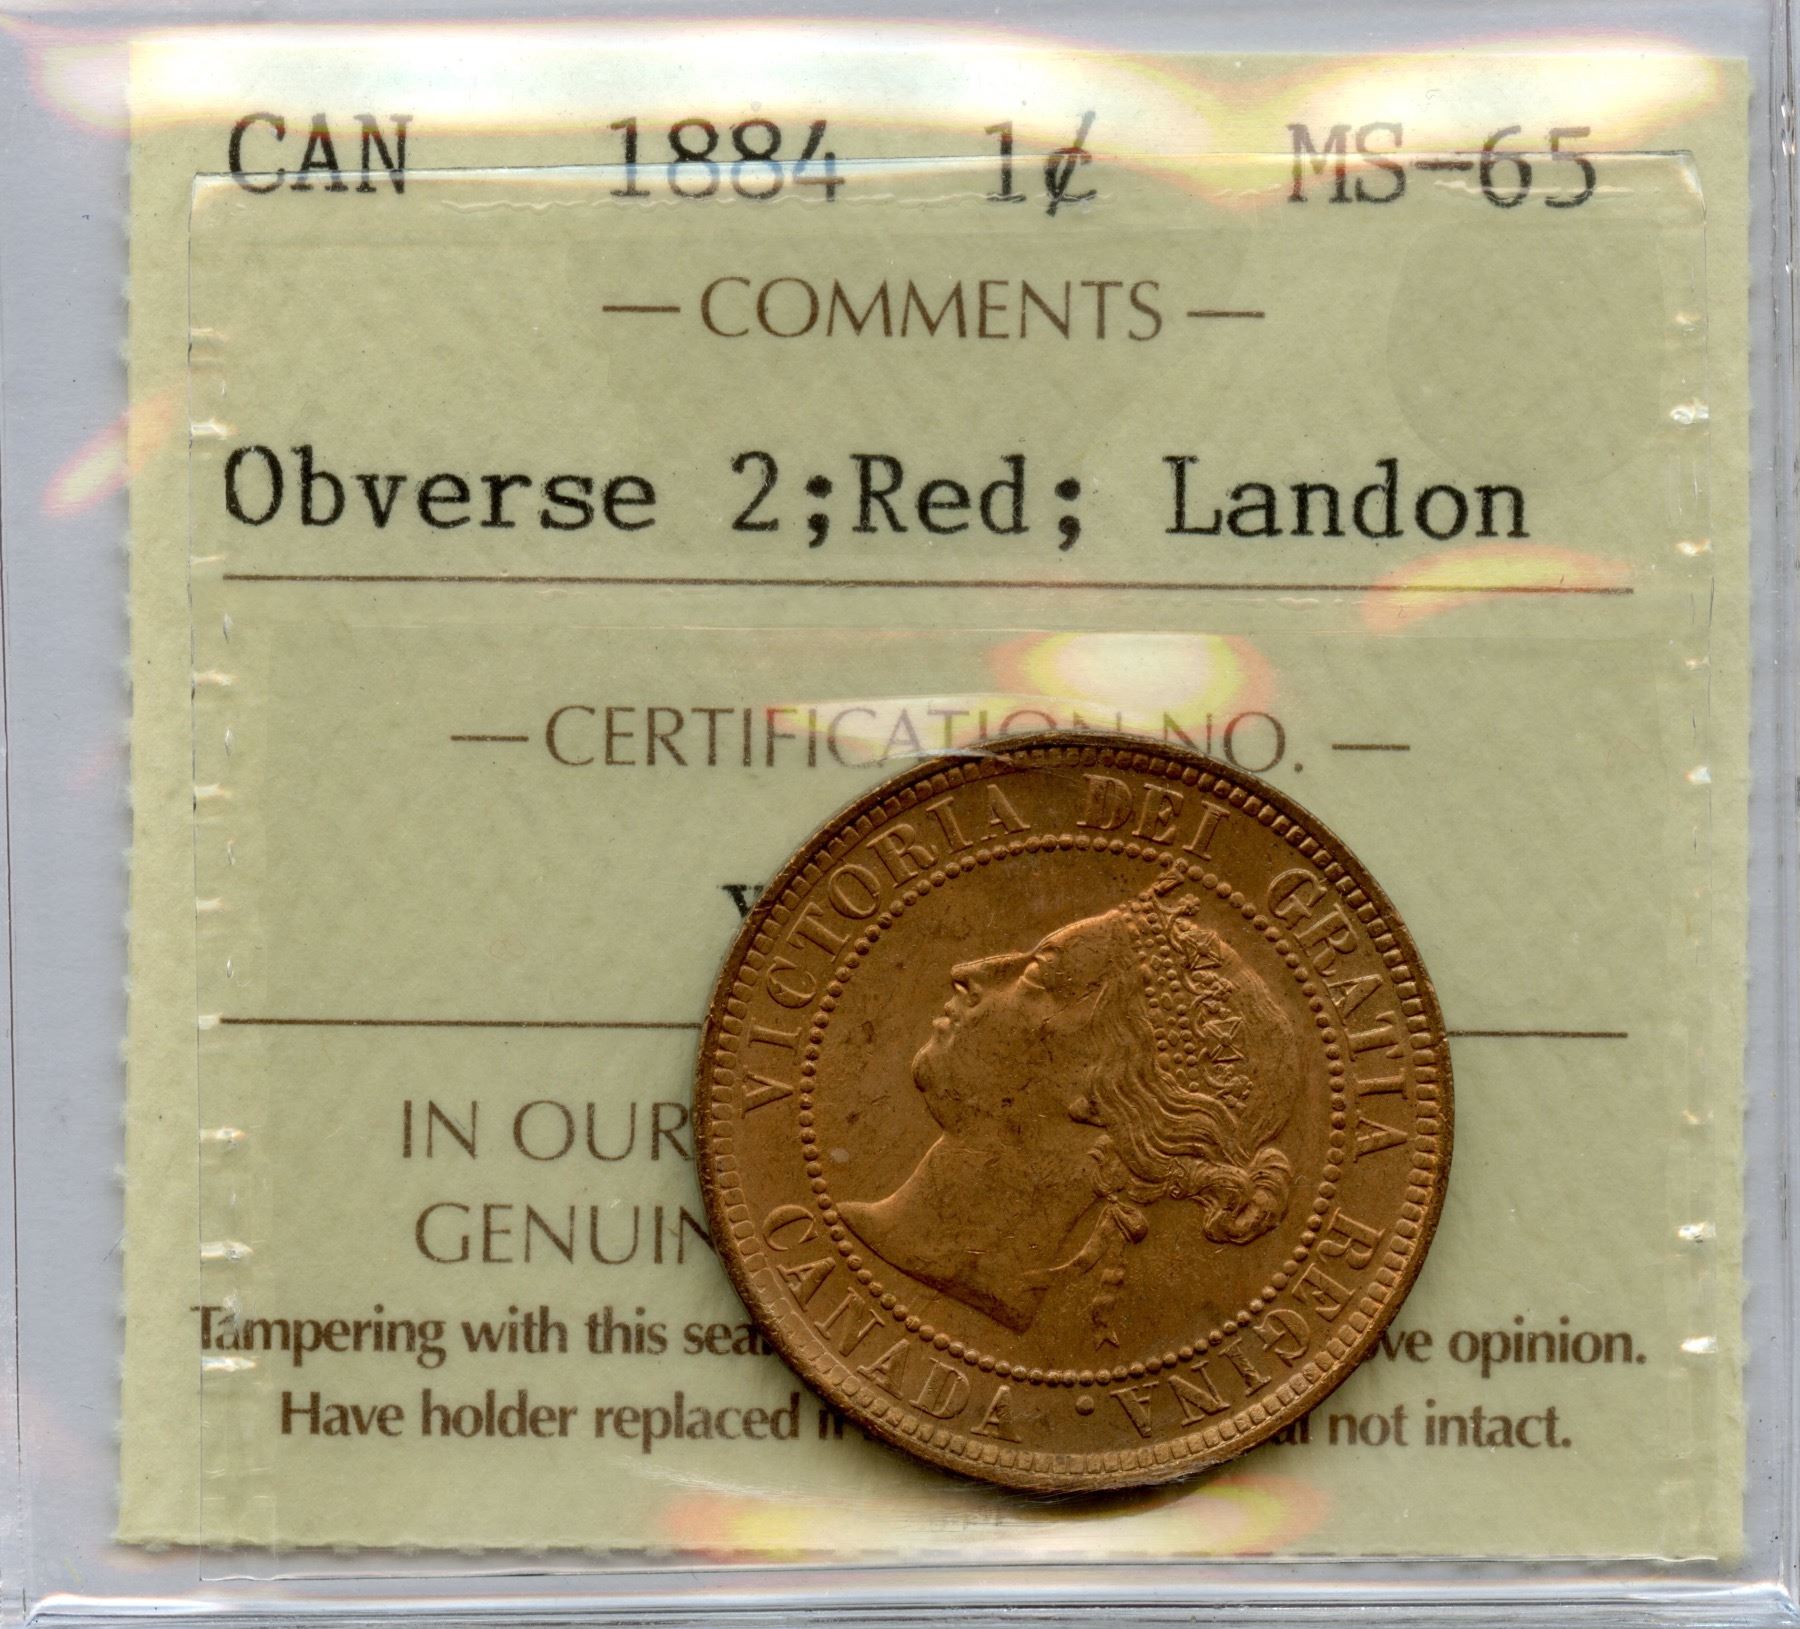 CAN 1884 1¢ MS-65
— COMMENTS —
Obverse 2;Red; Landon
— CERTIFICATION NO. —
IN OUR
GENUIN
Tampering with this sea ve opinion.
Have holder replaced not intact.
VICTORIA DEI GRATIA REGINA.
CANADA